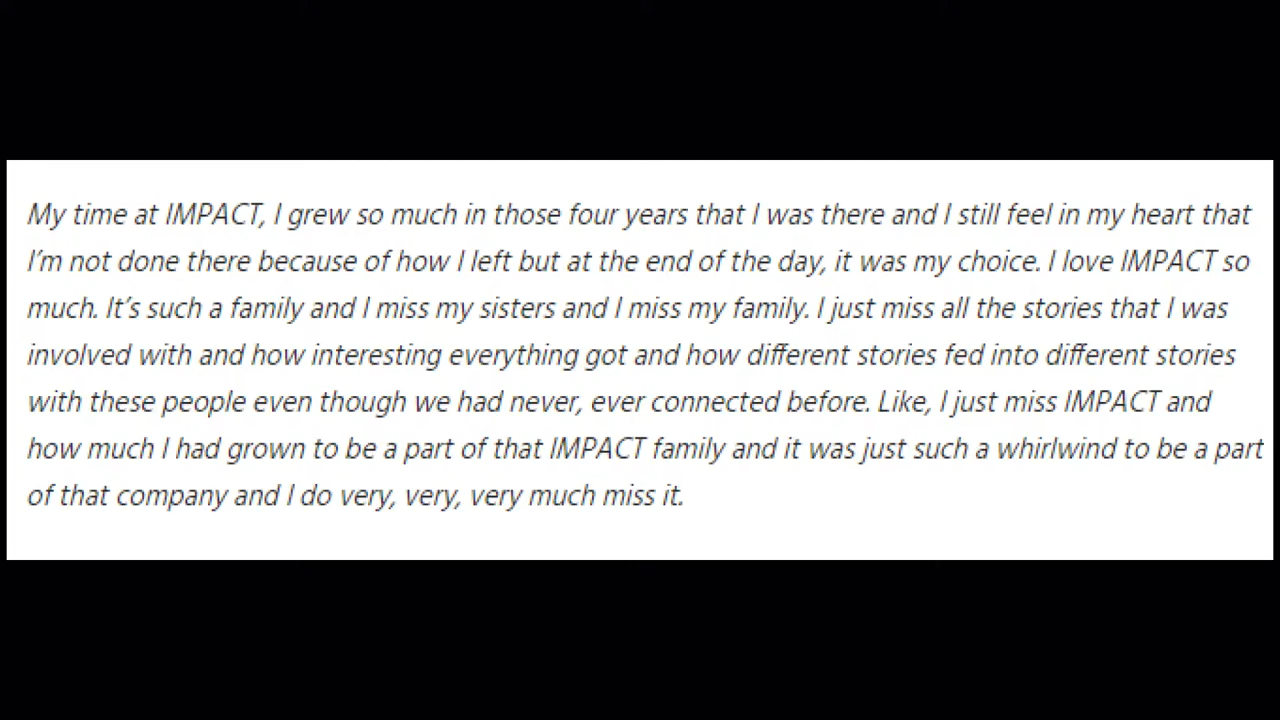 My time at IMPACT, I grew so much in those four years that I was there and I still feel in my heart that
I’m not done there because of how I left but at the end of the day, it was my choice. I love IMPACT so
much. It’s such a family and I miss my sisters and I miss my family. I just miss all the stories that I was
involved with and how interesting everything got and how different stories fed into different stories
with these people even though we had never, ever connected before. Like, I just miss IMPACT and
how much I had grown to be a part of that IMPACT family and it was just such a whirlwind to be a part
of that company and I do very, very, very much miss it.